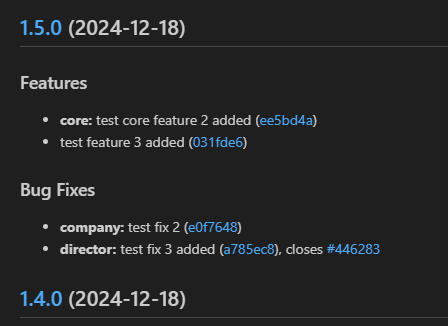 1.5.0 (2024-12-18)
Features
core: test core feature 2 added (ee5bd4a)
test feature 3 added (031fde6)
Bug Fixes
company: test fix 2 (e0f7648)
director: test fix 3 added (a785ec8), closes #446283
1.4.0 (2024-12-18)